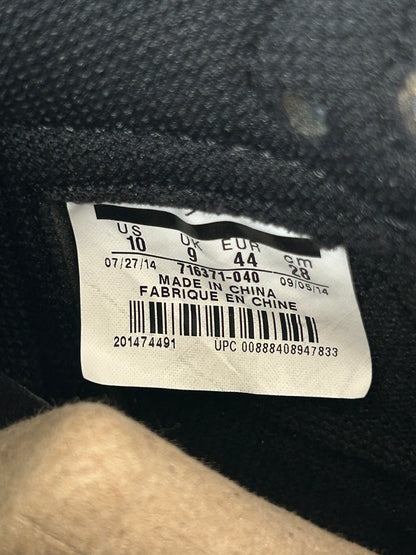 US UK EUR cm
10 9 44 28
07/27/14 716371-040 09/05/14
MADE IN CHINA
FABRIQUE EN CHINE
201474491 UPC 00888408947833